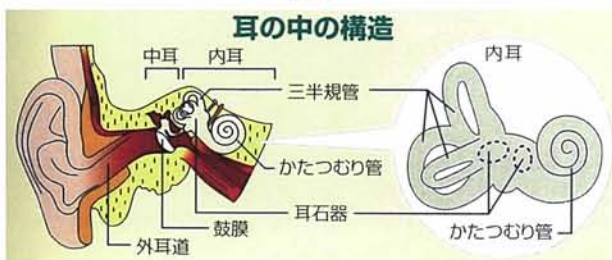 耳の中の構造
中耳 内耳
内耳
三半規管
かたつむり管
耳石器
鼓膜
かたつむり管
外耳道